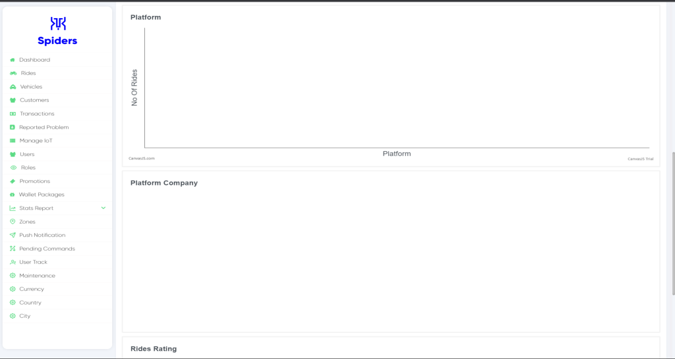 Spiders
Dashboard
Rides
Vehicles
Customers
Transactions
Reported Problem
Manage IoT
Users
Roles
Promotions
Wallet Packages
Stats Report
Zones
Push Notification
Pending Commands
User Track
Maintenance
Currency
Country
City
Platform
No Of Rides
Platform
CanvasJS.com
CanvasJS Trial
Platform Company
Rides Rating